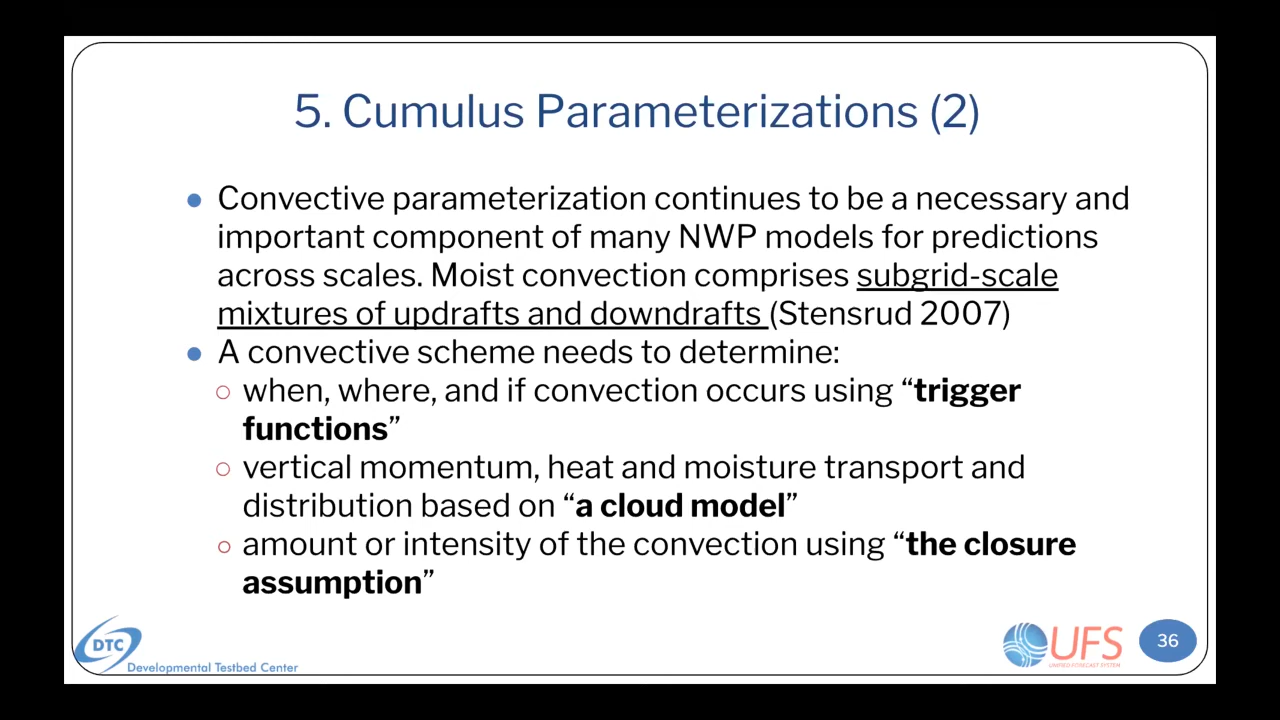 5. Cumulus Parameterizations (2)
● Convective parameterization continues to be a necessary and
important component of many NWP models for predictions
across scales. Moist convection comprises subgrid-scale
mixtures of updrafts and downdrafts (Stensrud 2007)
● A convective scheme needs to determine:
○ when, where, and if convection occurs using “trigger
functions”
○ vertical momentum, heat and moisture transport and
distribution based on “a cloud model”
○ amount or intensity of the convection using “the closure
assumption”
DTC
Developmental Testbed Center
UFS
UNIFIED FORECAST SYSTEM
36